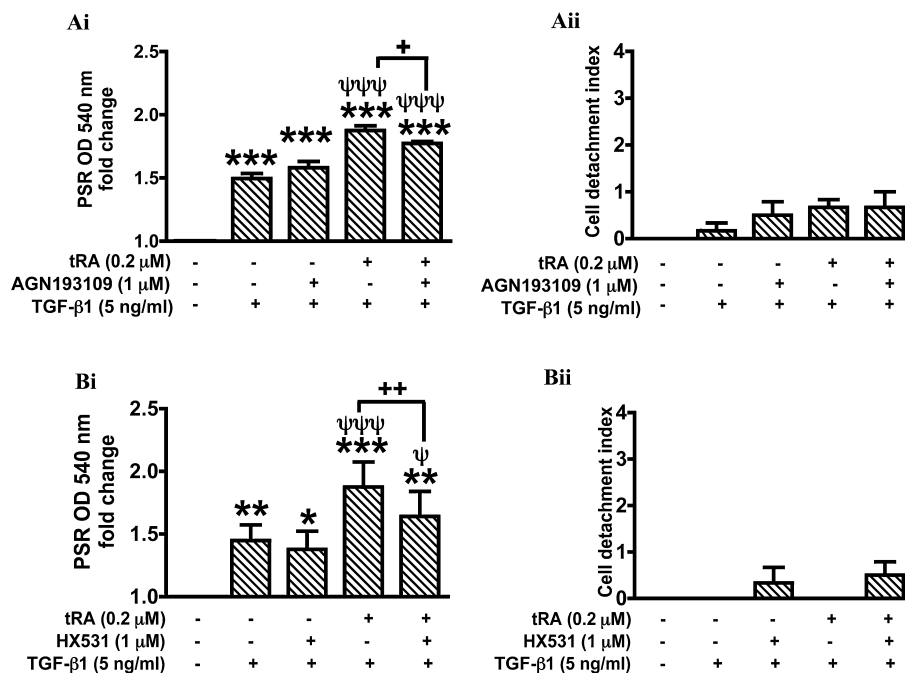 Ai
PSR OD 540 nm
fold change
2.5
2.0
1.5
1.0
+
ψψψ
ψψψ
*** *** *** ***
tRA (0.2 μM) - - - + +
AGN193109 (1 μM) - - + - +
TGF-β1 (5 ng/ml) - + + + +
Aii
Cell detachment index
4
3
2
1
0
tRA (0.2 μM) - - - + +
AGN193109 (1 μM) - - + - +
TGF-β1 (5 ng/ml) - + + + +
Bi
PSR OD 540 nm
fold change
2.5
2.0
1.5
1.0
++
ψψψ
ψ
** * *** **
tRA (0.2 μM) - - - + +
HX531 (1 μM) - - + - +
TGF-β1 (5 ng/ml) - + + + +
Bii
Cell detachment index
4
3
2
1
0
tRA (0.2 μM) - - - + +
HX531 (1 μM) - - + - +
TGF-β1 (5 ng/ml) - + + + +